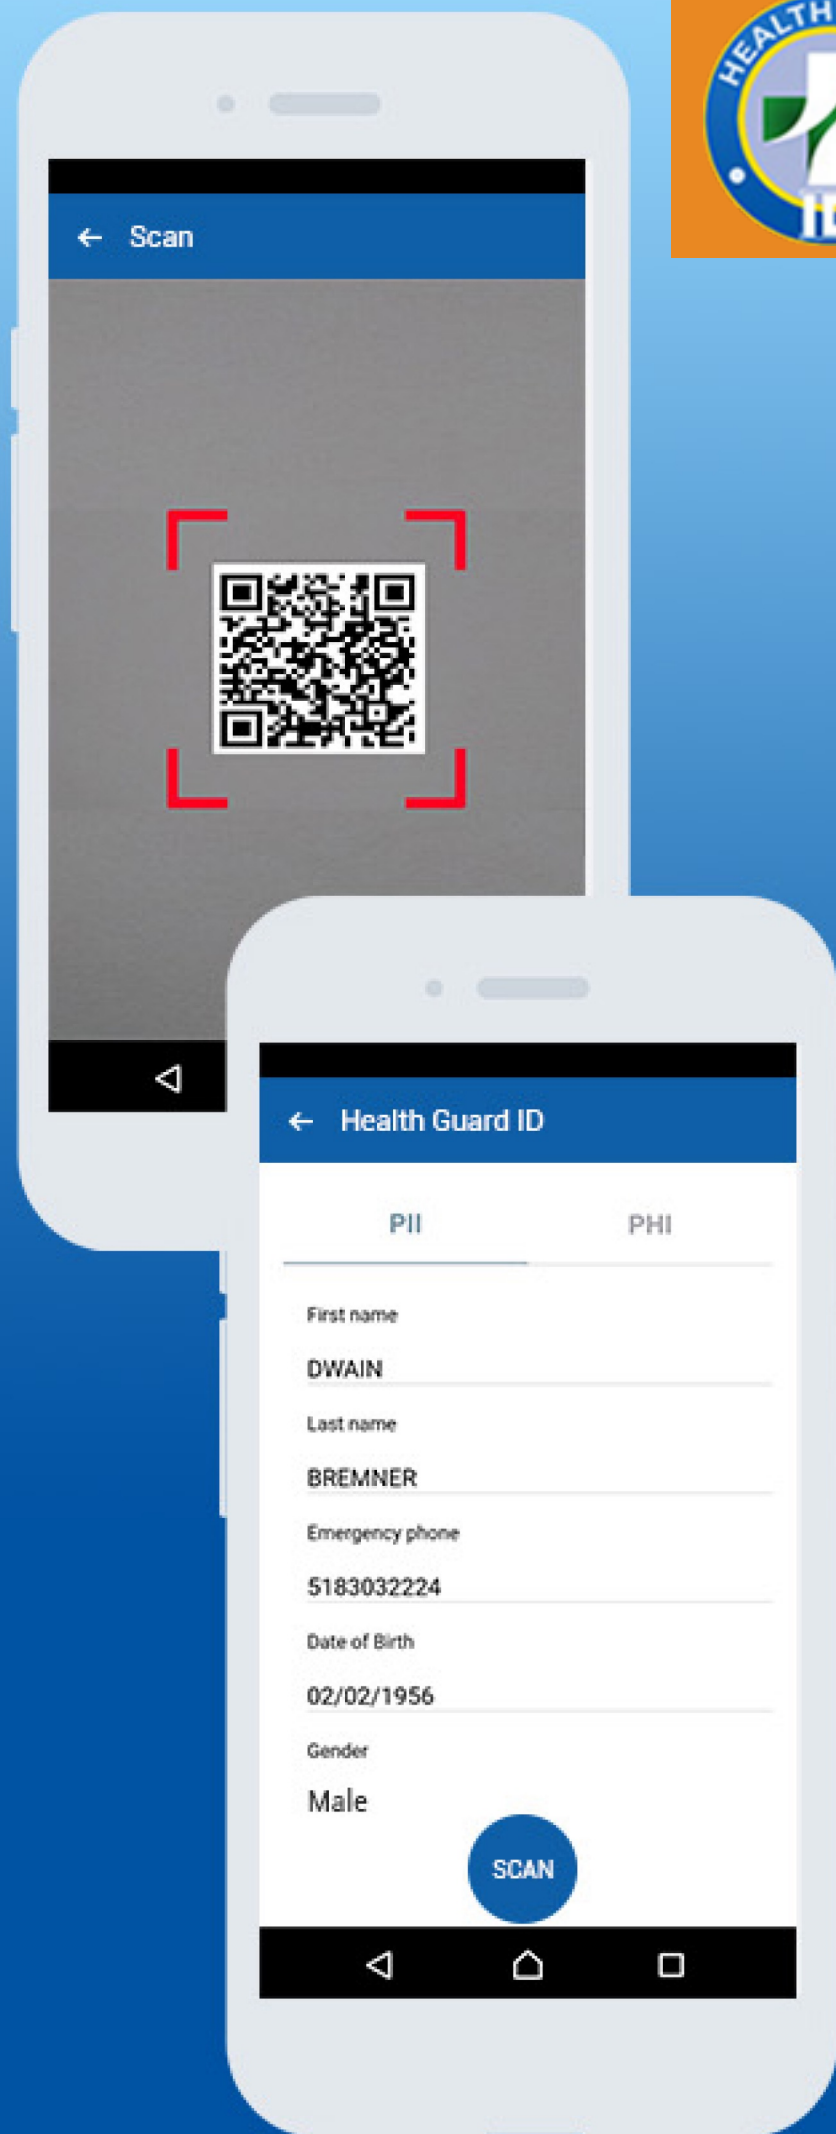 HEALTH
← Scan
← Health Guard ID
PII PHI
First name
DWAIN
Last name
BREMNER
Emergency phone
5183032224
Date of Birth
02/02/1956
Gender
Male
SCAN